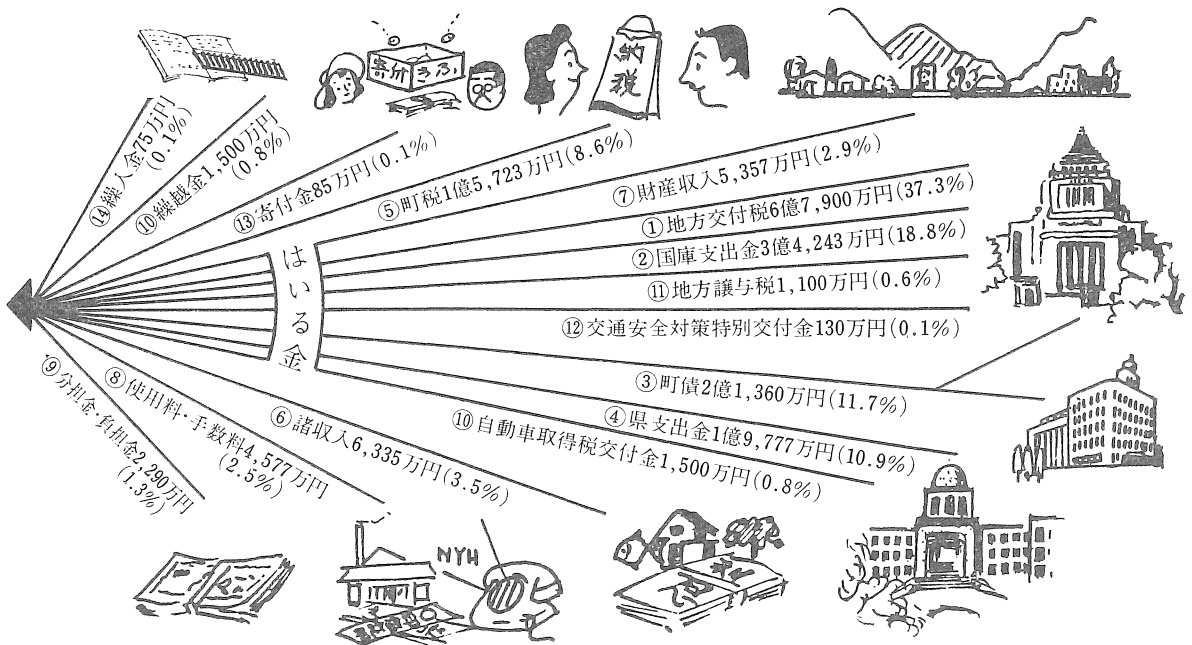 寄付 きふ
納税
⑭繰入金75万円
(0.1%)
⑩繰越金1,500万円
(0.8%)
⑬寄付金85万円(0.1%)
⑤町税1億5,723万円(8.6%)
⑦財産収入5,357万円(2.9%)
①地方交付税6億7,900万円(37.3%)
②国庫支出金3億4,243万円(18.8%)
⑪地方譲与税1,100万円(0.6%)
⑫交通安全対策特別交付金130万円(0.1%)
はいる金
③町債2億1,360万円(11.7%)
④県支出金1億9,777万円(10.9%)
⑩自動車取得税交付金1,500万円(0.8%)
⑥諸収入6,335万円(3.5%)
⑧使用料・手数料4,577万円
(2.5%)
⑨分担金・負担金2,290万円
(1.3%)
NYH